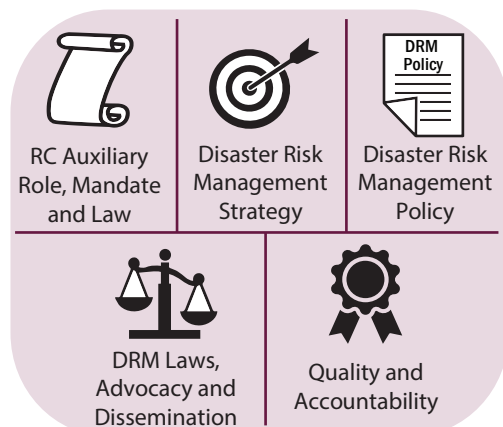 DRM
Policy
RC Auxiliary
Role, Mandate
and Law
Disaster Risk
Management
Strategy
Disaster Risk
Management
Policy
DRM Laws,
Advocacy and
Dissemination
Quality and
Accountability